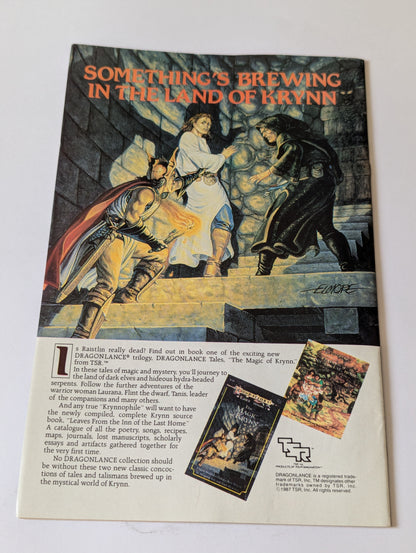 SOMETHING'S BREWING
IN THE LAND OF KRYNN
ELMORE
Is Raistlin really dead? Find out in book one of the exciting new
DRAGONLANCE® trilogy, DRAGONLANCE Tales, "The Magic of Krynn,"
from TSR.™
In these tales of magic and mystery, you'll journey to
the land of dark elves and hideous hydra-headed
serpents. Follow the further adventures of the
warrior woman Laurana, Flint the dwarf, Tanis, leader
of the companions and many others.
And any true "Krynnophile" will want to have
the newly compiled, complete Krynn source
book, "Leaves From the Inn of the Last Home"
A catalogue of all the poetry, songs, recipes,
maps, journals, lost manuscripts, scholarly
essays and artifacts gathered together for
the very first time.
No DRAGONLANCE collection should
be without these two new classic concoc-
tions of tales and talismans brewed up in
the mystical world of Krynn.
TSR
PRODUCTS OF YOUR IMAGINATION™
DRAGONLANCE is a registered trade-
mark of TSR, Inc. TM designates other
trademarks owned by TSR, Inc.
©1987 TSR, Inc. All rights reserved.